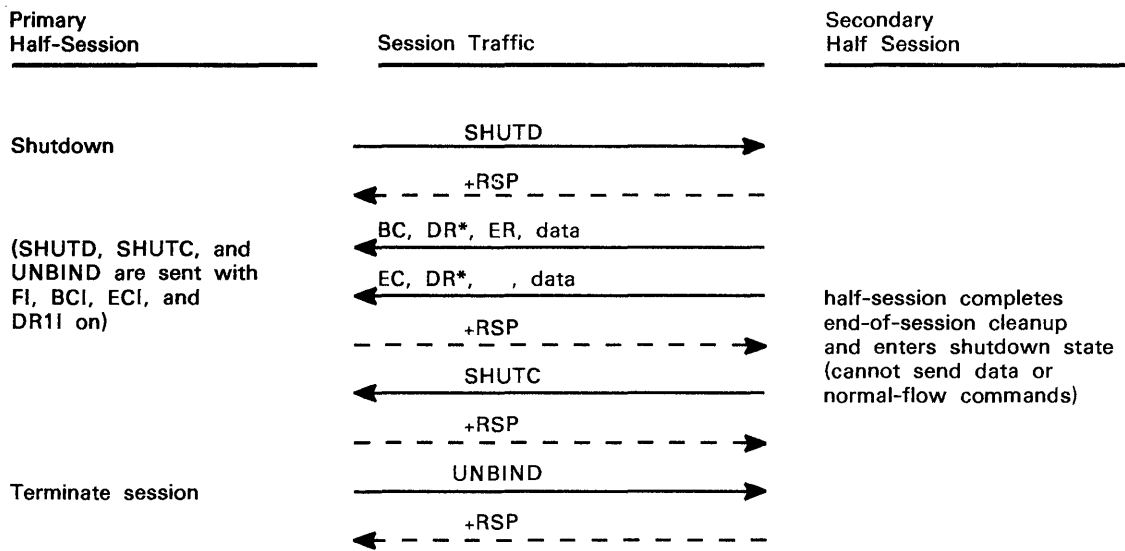 Primary
Half-Session
Session Traffic
Secondary
Half Session
Shutdown
SHUTD
+RSP
(SHUTD, SHUTC, and
UNBIND are sent with
FI, BCI, ECI, and
DR1I on)
BC, DR*, ER, data
EC, DR*, , data
+RSP
SHUTC
+RSP
half-session completes
end-of-session cleanup
and enters shutdown state
(cannot send data or
normal-flow commands)
Terminate session
UNBIND
+RSP